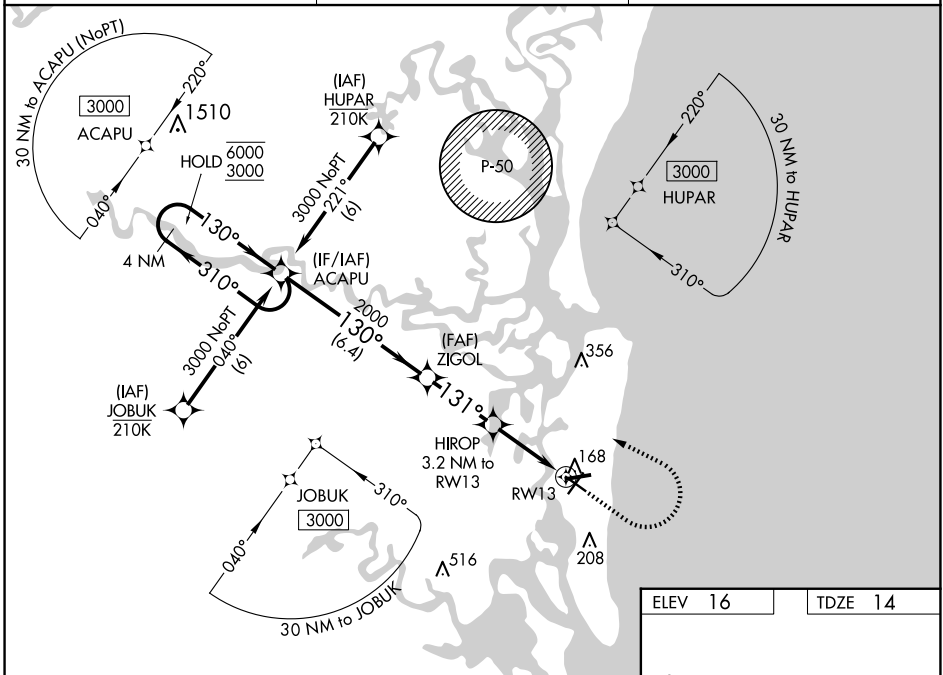 30 NM to ACAPU (NoPT)
220°
3000
ACAPU
1510
040°
HOLD
6000
3000
4 NM
130°
310°
(IAF)
HUPAR
210K
3000 NoPT
221°
(6)
P-50
220°
3000
HUPAR
310°
30 NM to HUPAR
(IF/IAF)
ACAPU
3000 NoPT
040°
(6)
(IAF)
JOBUK
210K
2000
130°
(6.4)
(FAF)
ZIGOL
131°
HIROP
3.2 NM to
RW13
356
168
RW13
208
516
JOBUK
3000
310°
040°
30 NM to JOBUK
ELEV 16
TDZE 14